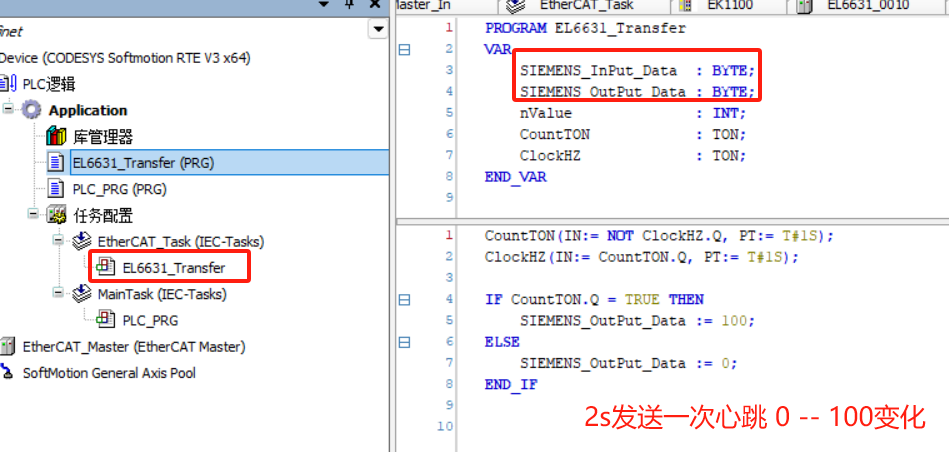 finet
Device (CODESYS Softmotion RTE V3 x64)
PLC逻辑
Application
库管理器
EL6631_Transfer (PRG)
PLC_PRG (PRG)
任务配置
EtherCAT_Task (IEC-Tasks)
EL6631_Transfer
MainTask (IEC-Tasks)
PLC_PRG
EtherCAT_Master (EtherCAT Master)
SoftMotion General Axis Pool
Master_In
EtherCAT_Task
EK1100
EL6631_0010
1 PROGRAM EL6631_Transfer
2 VAR
3 SIEMENS_InPut_Data : BYTE;
4 SIEMENS_OutPut_Data : BYTE;
5 nValue : INT;
6 CountTON : TON;
7 ClockHZ : TON;
8 END_VAR
9
1 CountTON(IN:= NOT ClockHZ.Q, PT:= T#1S);
2 ClockHZ(IN:= CountTON.Q, PT:= T#1S);
3
4 IF CountTON.Q = TRUE THEN
5 SIEMENS_OutPut_Data := 100;
6 ELSE
7 SIEMENS_OutPut_Data := 0;
8 END_IF
9
10
2s发送一次心跳 0 -- 100变化